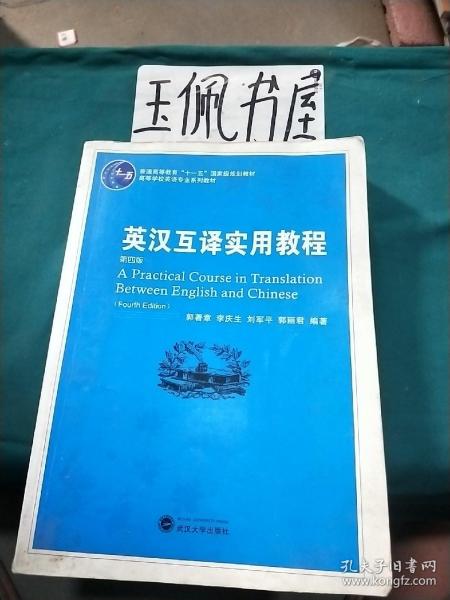 玉佩书屋
十一五
普通高等教育“十一五”国家级规划教材
高等学校英语专业系列教材
英汉互译实用教程
第四版
A Practical Course in Translation
Between English and Chinese
(Fourth Edition)
郭著章 李庆生 刘军平 郭丽君 编著
武汉大学出版社
孔夫子旧书网
www.kongfz.com